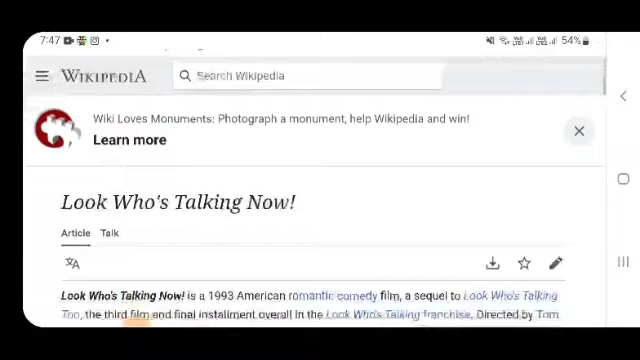 7:47 54%
WIKIPEDIA Search Wikipedia
Wiki Loves Monuments: Photograph a monument, help Wikipedia and win!
Learn more
Look Who's Talking Now!
Article Talk
Look Who's Talking Now! is a 1993 American romantic comedy film, a sequel to Look Who's Talking
Too, the third film and final installment overall in the Look Who's Talking franchise. Directed by Tom